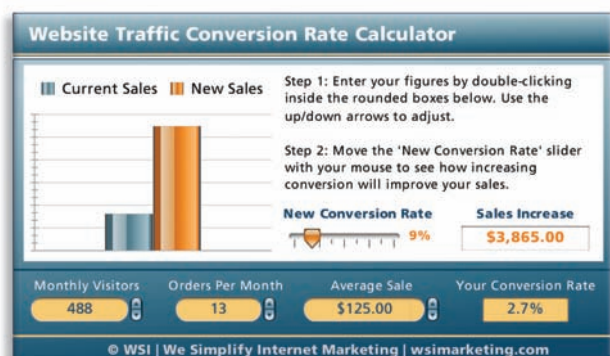 Website Traffic Conversion Rate Calculator
Current Sales New Sales
Step 1: Enter your figures by double-clicking
inside the rounded boxes below. Use the
up/down arrows to adjust.
Step 2: Move the 'New Conversion Rate' slider
with your mouse to see how increasing
conversion will improve your sales.
New Conversion Rate Sales Increase
9% $3,865.00
Monthly Visitors Orders Per Month Average Sale Your Conversion Rate
488 13 $125.00 2.7%
© WSI | We Simplify Internet Marketing | wsimarketing.com